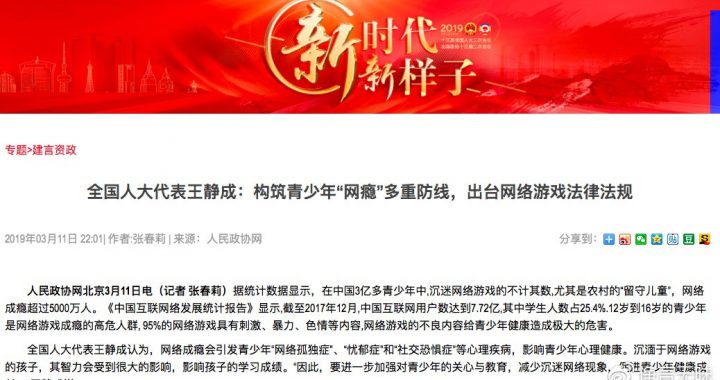 新时代
新样子
2019
专题>建言资政
全国人大代表王静成：构筑青少年“网瘾”多重防线，出台网络游戏法律法规
2019年03月11日 22:01| 作者:张春莉 | 来源：人民政协网
分享到：
人民政协网北京3月11日电（记者 张春莉）据统计数据显示，在中国3亿多青少年中,沉迷网络游戏的不计其数,尤其是农村的“留守儿童”，网
络成瘾超过5000万人。《中国互联网络发展统计报告》显示,截至2017年12月,中国互联网用户数达到7.72亿,其中学生人数占25.4%.12岁到16岁的青少年
是网络游戏成瘾的高危人群, 95%的网络游戏具有刺激、暴力、色情等内容,网络游戏的不良内容给青少年健康造成极大的危害。
全国人大代表王静成认为，网络成瘾会引发青少年“网络孤独症”、“忧郁症”和“社交恐惧症”等心理疾病，影响青少年心理健康。沉湎于网络游戏
的孩子，其智力会受到很大的影响，影响孩子的学习成绩。“因此，要进一步加强对青少年的关心与教育，减少沉迷网络现象，促进青少年健康成